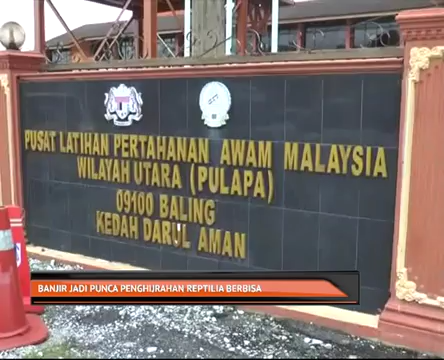 PUSAT LATIHAN PERTAHANAN AWAM MALAYSIA
WILAYAH UTARA (PULAPA)
09100 BALING
KEDAH DARUL AMAN
BANJIR JADI PUNCA PENGHIJRAHAN REPTILIA BERBISA